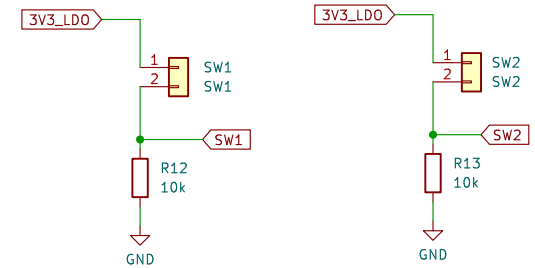 3V3_LDO
1
2
SW1
SW1
SW1
R12
10k
GND
3V3_LDO
1
2
SW2
SW2
SW2
R13
10k
GND